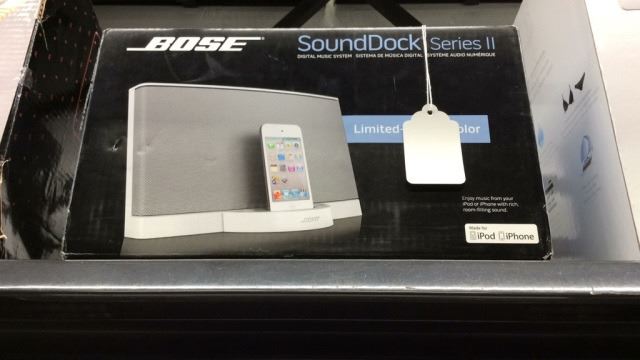 BOSE
SoundDock Series II
DIGITAL MUSIC SYSTEM SISTEMA DE MÚSICA DIGITAL SYSTÈME AUDIO NUMÉRIQUE
Limited- olor
BOSE
Enjoy music from your
iPod or iPhone with rich,
room-filling sound.
Made for
iPod iPhone